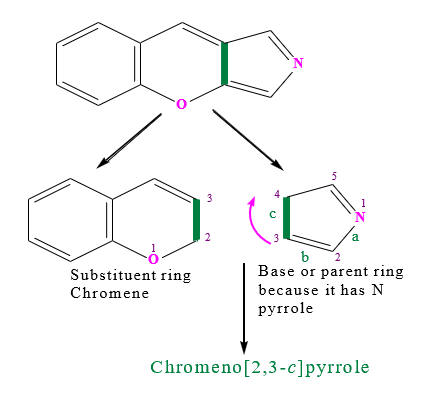 N
O
3
2
1
O
Substituent ring
Chromene
5
4
1
N
c
a
3
b
2
Base or parent ring
because it has N
pyrrole
Chromeno[2,3-c]pyrrole